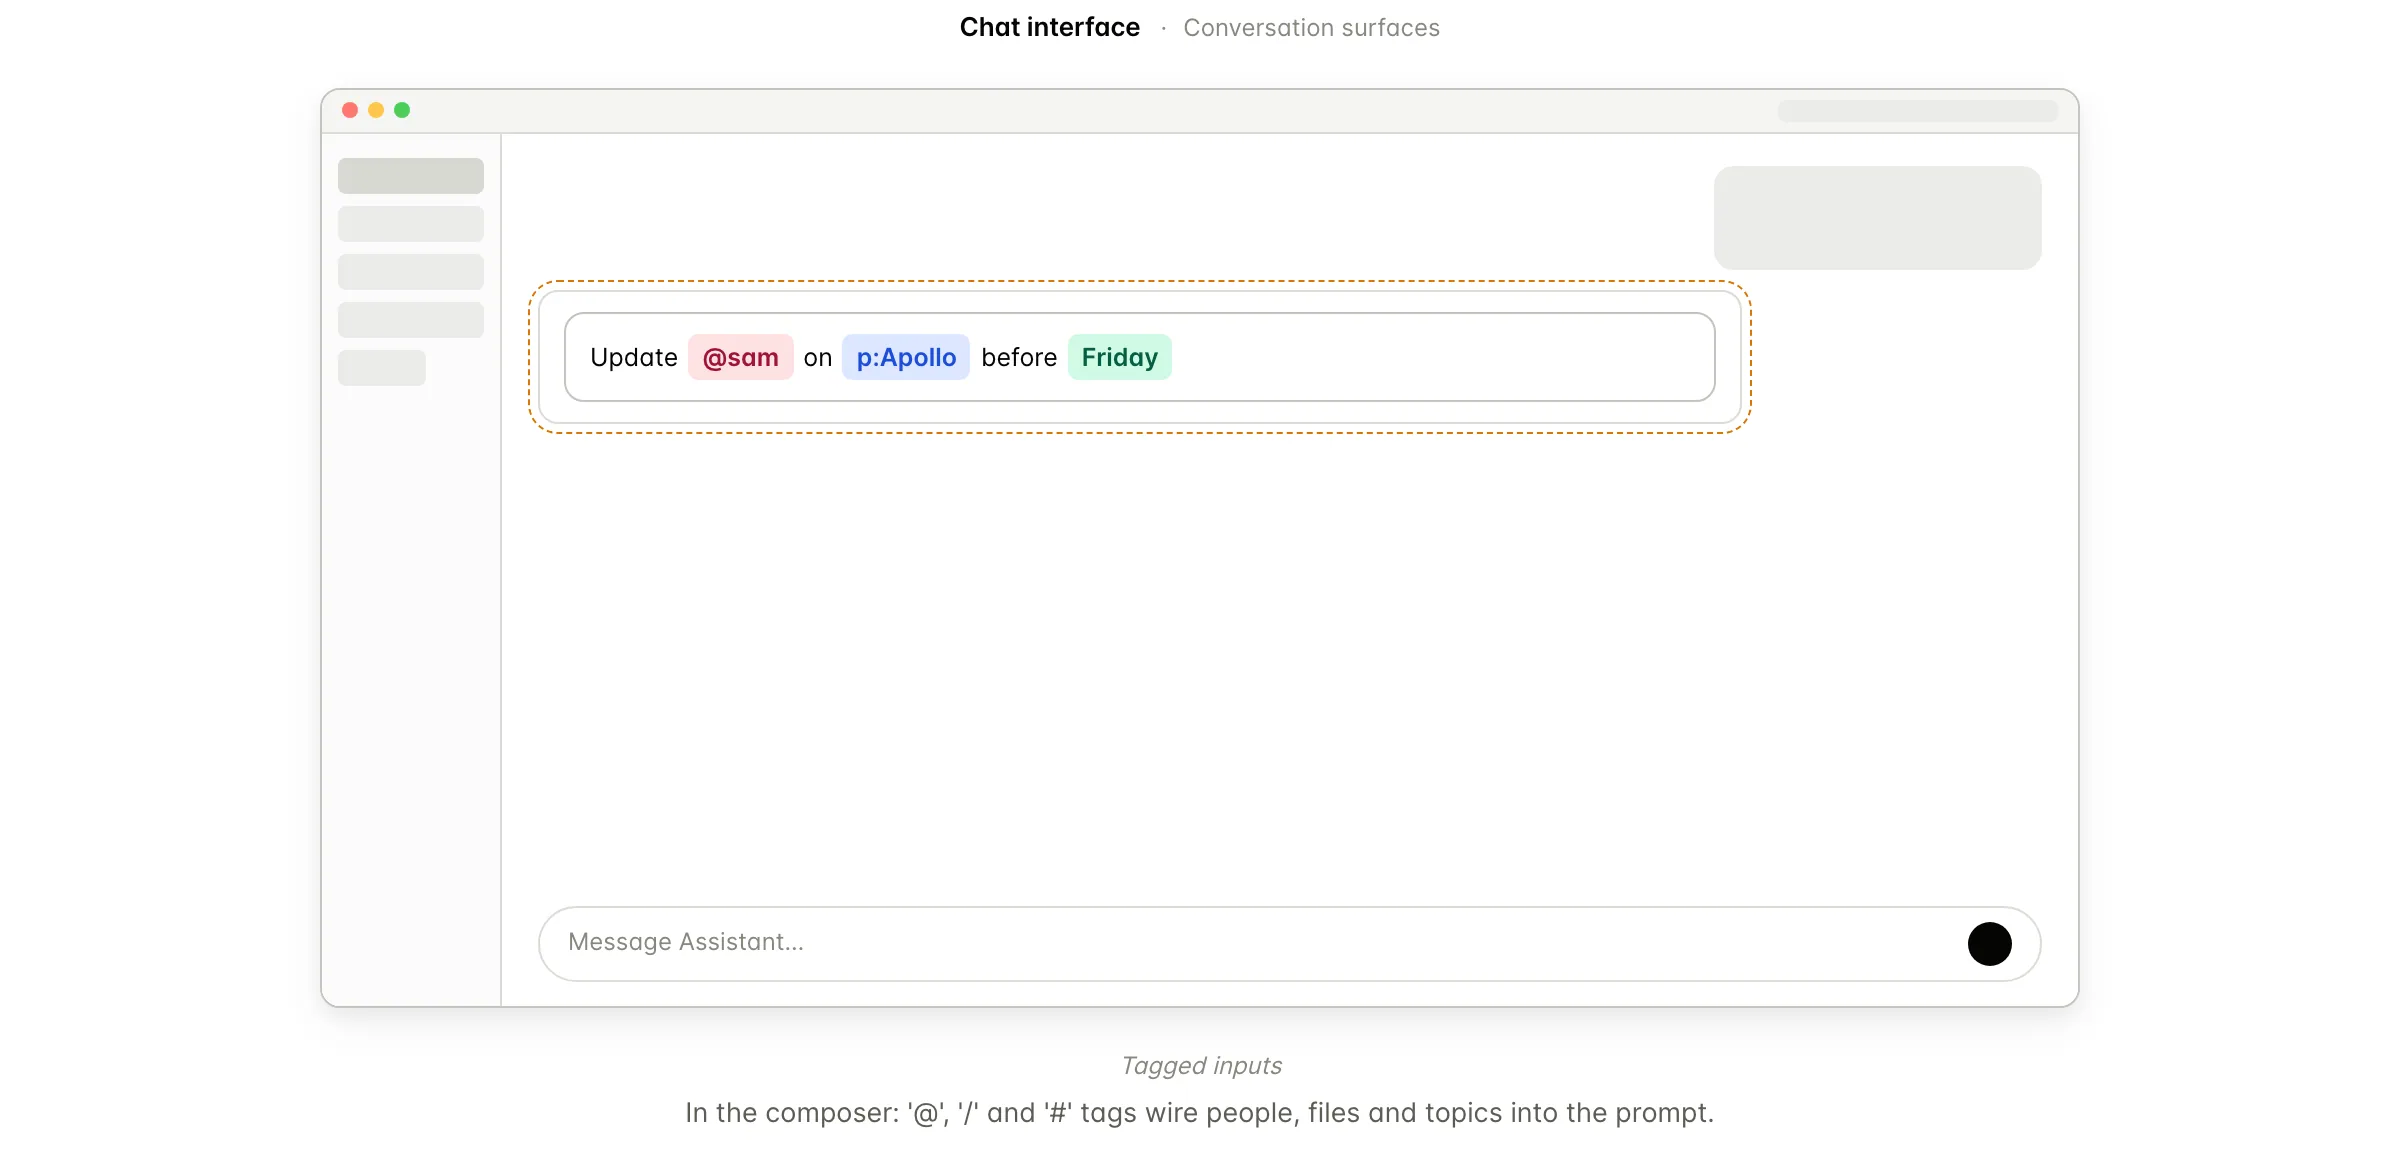 Chat interface · Conversation surfaces
Update @sam on p:Apollo before Friday
Message Assistant...
Tagged inputs
In the composer: '@', '/' and '#' tags wire people, files and topics into the prompt.